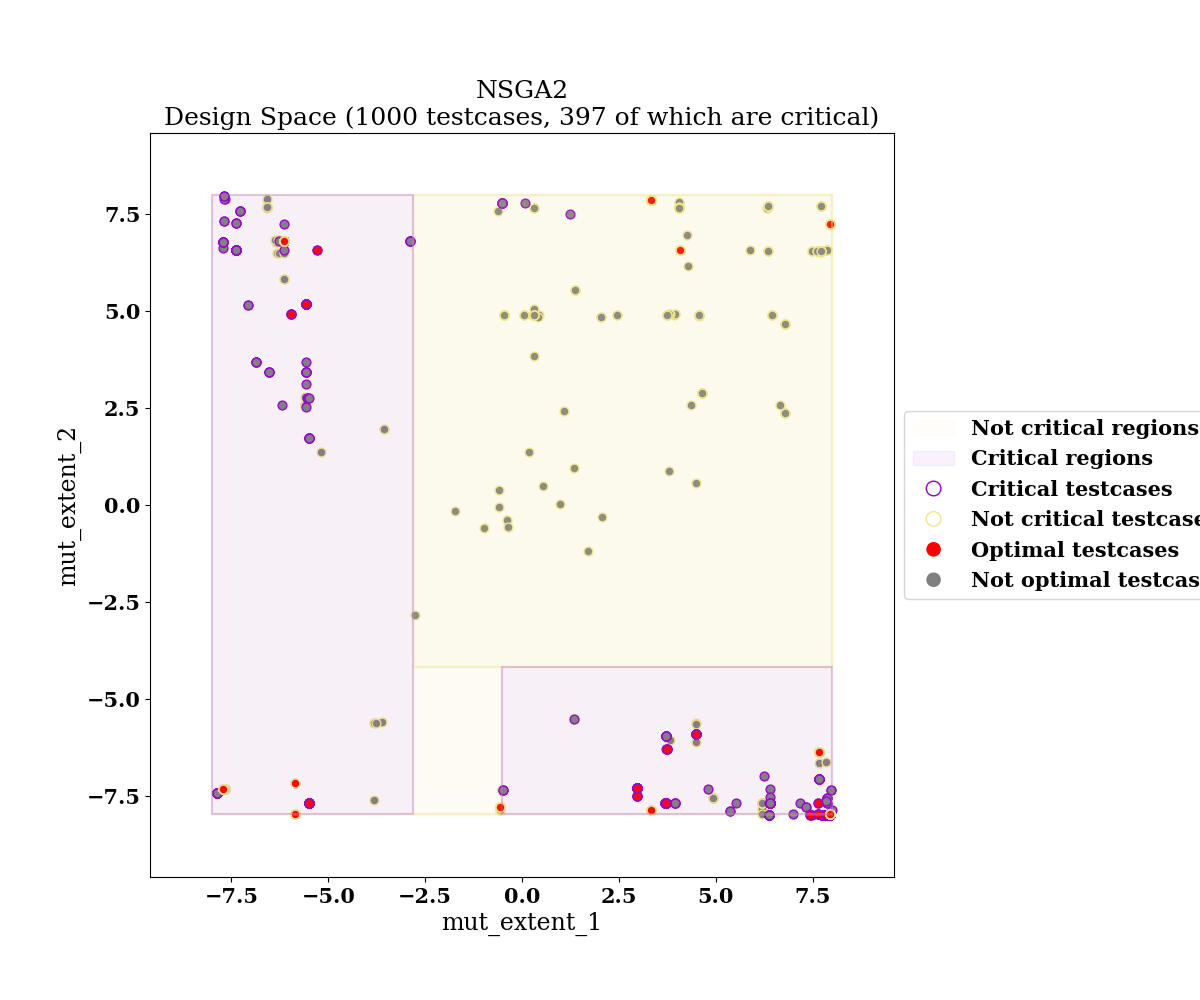 NSGA2
Design Space (1000 testcases, 397 of which are critical)
7.5
5.0
2.5
0.0
−2.5
−5.0
−7.5
mut_extent_2
−7.5 −5.0 −2.5 0.0 2.5 5.0 7.5
mut_extent_1
Not critical regions
Critical regions
Critical testcases
Not critical testcase
Optimal testcases
Not optimal testcas